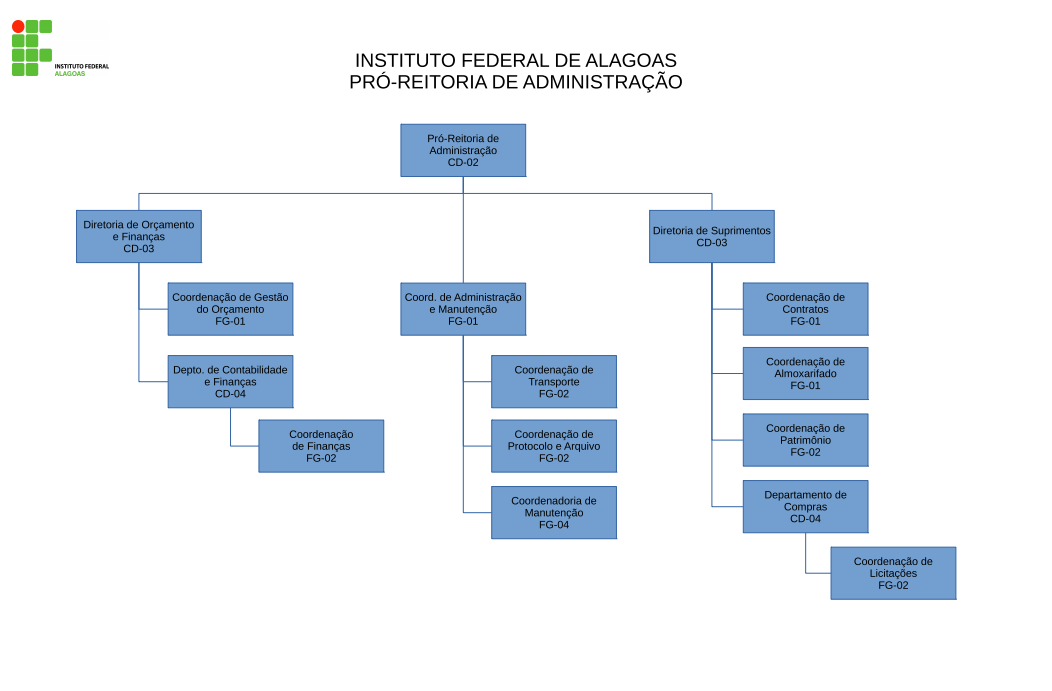 INSTITUTO FEDERAL
ALAGOAS
INSTITUTO FEDERAL DE ALAGOAS
PRÓ-REITORIA DE ADMINISTRAÇÃO
Pró-Reitoria de
Administração
CD-02
Diretoria de Orçamento
e Finanças
CD-03
Coordenação de Gestão
do Orçamento
FG-01
Depto. de Contabilidade
e Finanças
CD-04
Coordenação
de Finanças
FG-02
Coord. de Administração
e Manutenção
FG-01
Coordenação de
Transporte
FG-02
Coordenação de
Protocolo e Arquivo
FG-02
Coordenadoria de
Manutenção
FG-04
Diretoria de Suprimentos
CD-03
Coordenação de
Contratos
FG-01
Coordenação de
Almoxarifado
FG-01
Coordenação de
Patrimônio
FG-02
Departamento de
Compras
CD-04
Coordenação de
Licitações
FG-02